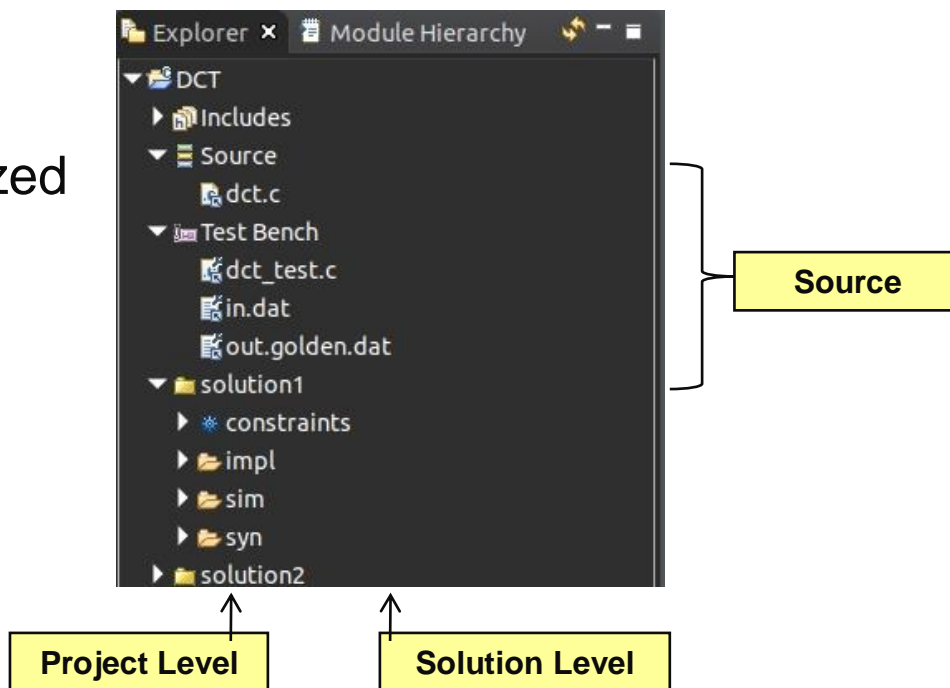 Explorer Module Hierarchy
DCT
Includes
zed
Source
dct.c
Test Bench
dct_test.c
in.dat
out.golden.dat
Source
solution1
constraints
impl
sim
syn
solution2
Project Level
Solution Level